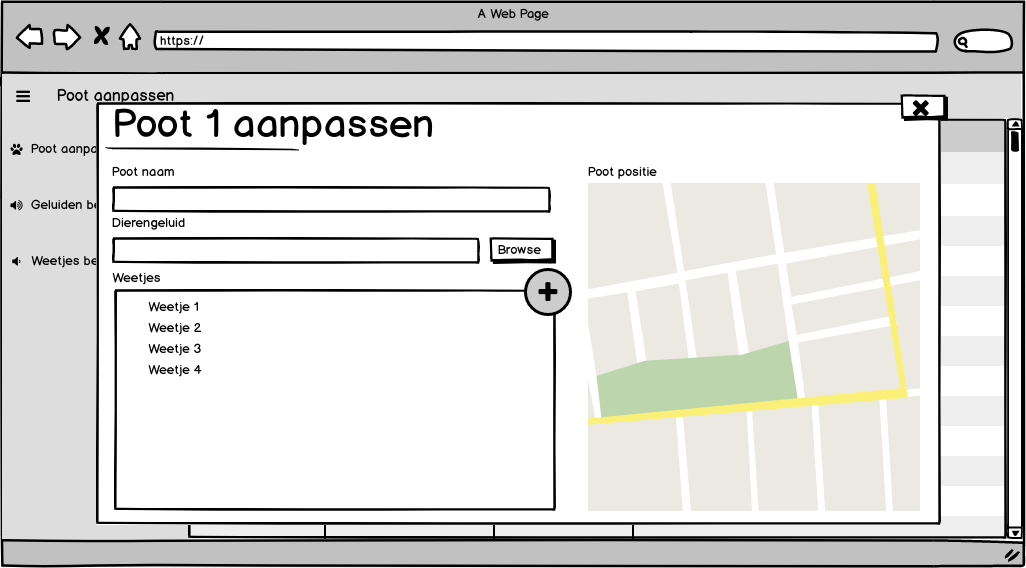 A Web Page
https://
Poot aanpassen
Poot 1 aanpassen
Poot aanpa
Geluiden be
Weetjes be
Poot naam
Dierengeluid
Browse
Weetjes
Weetje 1
Weetje 2
Weetje 3
Weetje 4
Poot positie